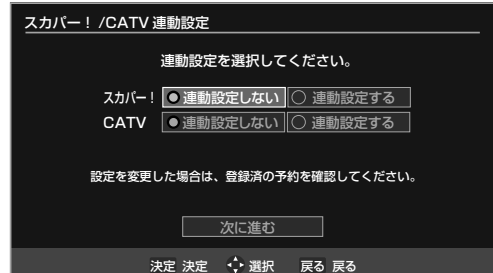 スカパー! /CATV 連動設定
連動設定を選択してください。
スカパー! 連動設定しない 連動設定する
CATV 連動設定しない 連動設定する
設定を変更した場合は、登録済の予約を確認してください。
次に進む
決定 決定 選択 戻る 戻る